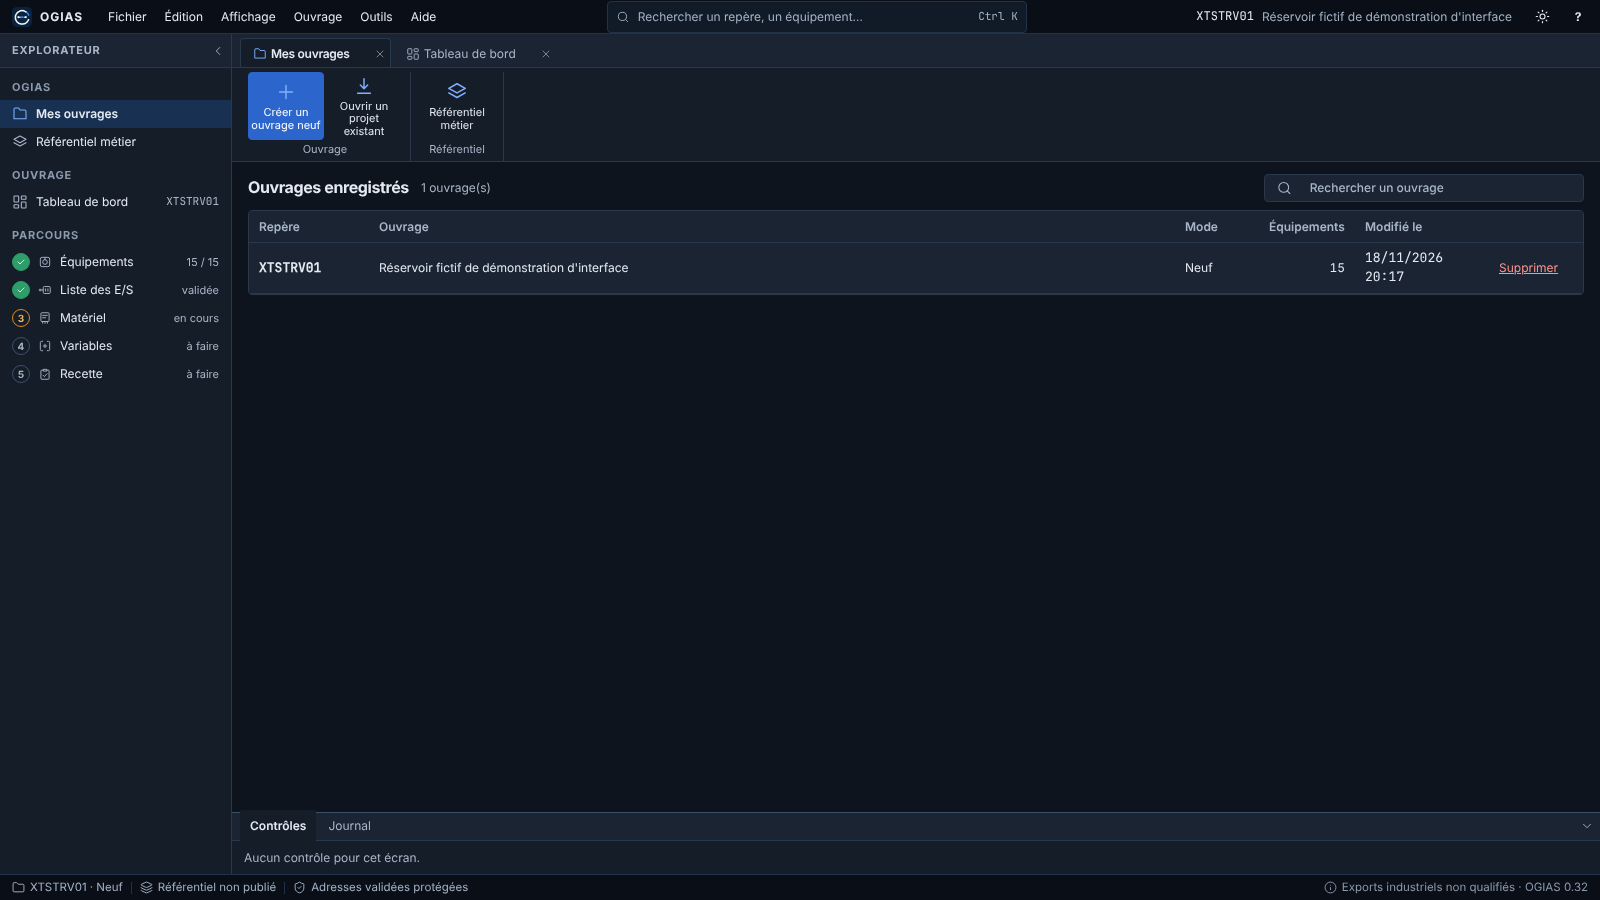 OGIAS Fichier Édition Affichage Ouvrage Outils Aide Rechercher un repère, un équipement... Ctrl K XTSTRV01 Réservoir fictif de démonstration d'interface ?
EXPLORATEUR
Mes ouvrages Tableau de bord
OGIAS
Mes ouvrages
Référentiel métier
OUVRAGE
Tableau de bord XTSTRV01
PARCOURS
Équipements 15 / 15
Liste des E/S validée
3 Matériel en cours
4 Variables à faire
5 Recette à faire
Créer un
ouvrage neuf
Ouvrir un
projet
existant
Ouvrage
Référentiel
métier
Référentiel
Ouvrages enregistrés 1 ouvrage(s) Rechercher un ouvrage
Repère Ouvrage Mode Équipements Modifié le
XTSTRV01 Réservoir fictif de démonstration d'interface Neuf 15 18/11/2026
20:17 Supprimer
Contrôles Journal
Aucun contrôle pour cet écran.
XTSTRV01 · Neuf Référentiel non publié Adresses validées protégées Exports industriels non qualifiés · OGIAS 0.32